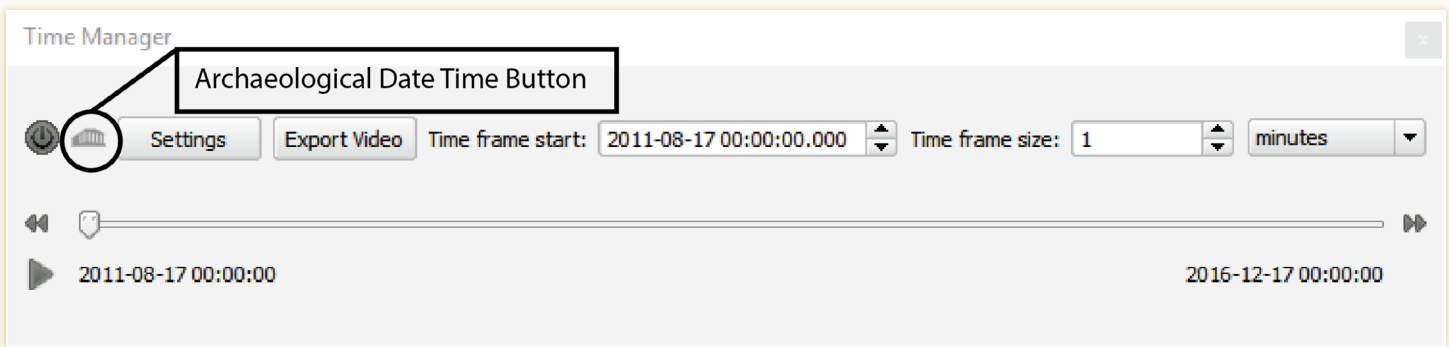 Time Manager
Archaeological Date Time Button
Settings Export Video Time frame start: 2011-08-17 00:00:00.000 Time frame size: 1 minutes
2011-08-17 00:00:00 2016-12-17 00:00:00